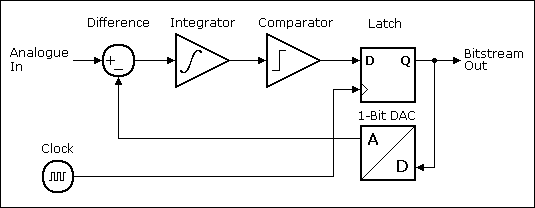 Difference Integrator Comparator Latch
Analogue
In
+
−
D Q
Bitstream
Out
1-Bit DAC
A
D
Clock